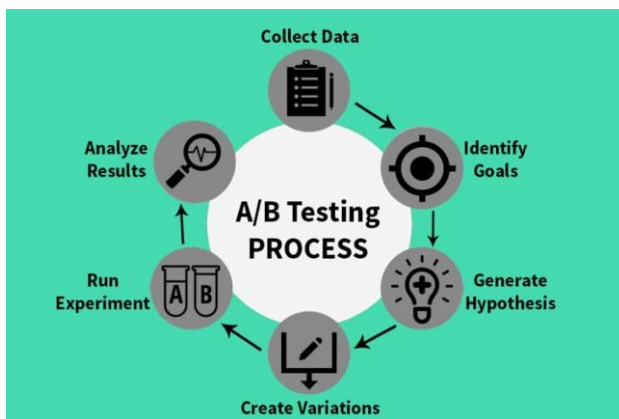 Collect Data
Identify
Goals
Generate
Hypothesis
Create Variations
Run
Experiment
A B
Analyze
Results
A/B Testing
PROCESS